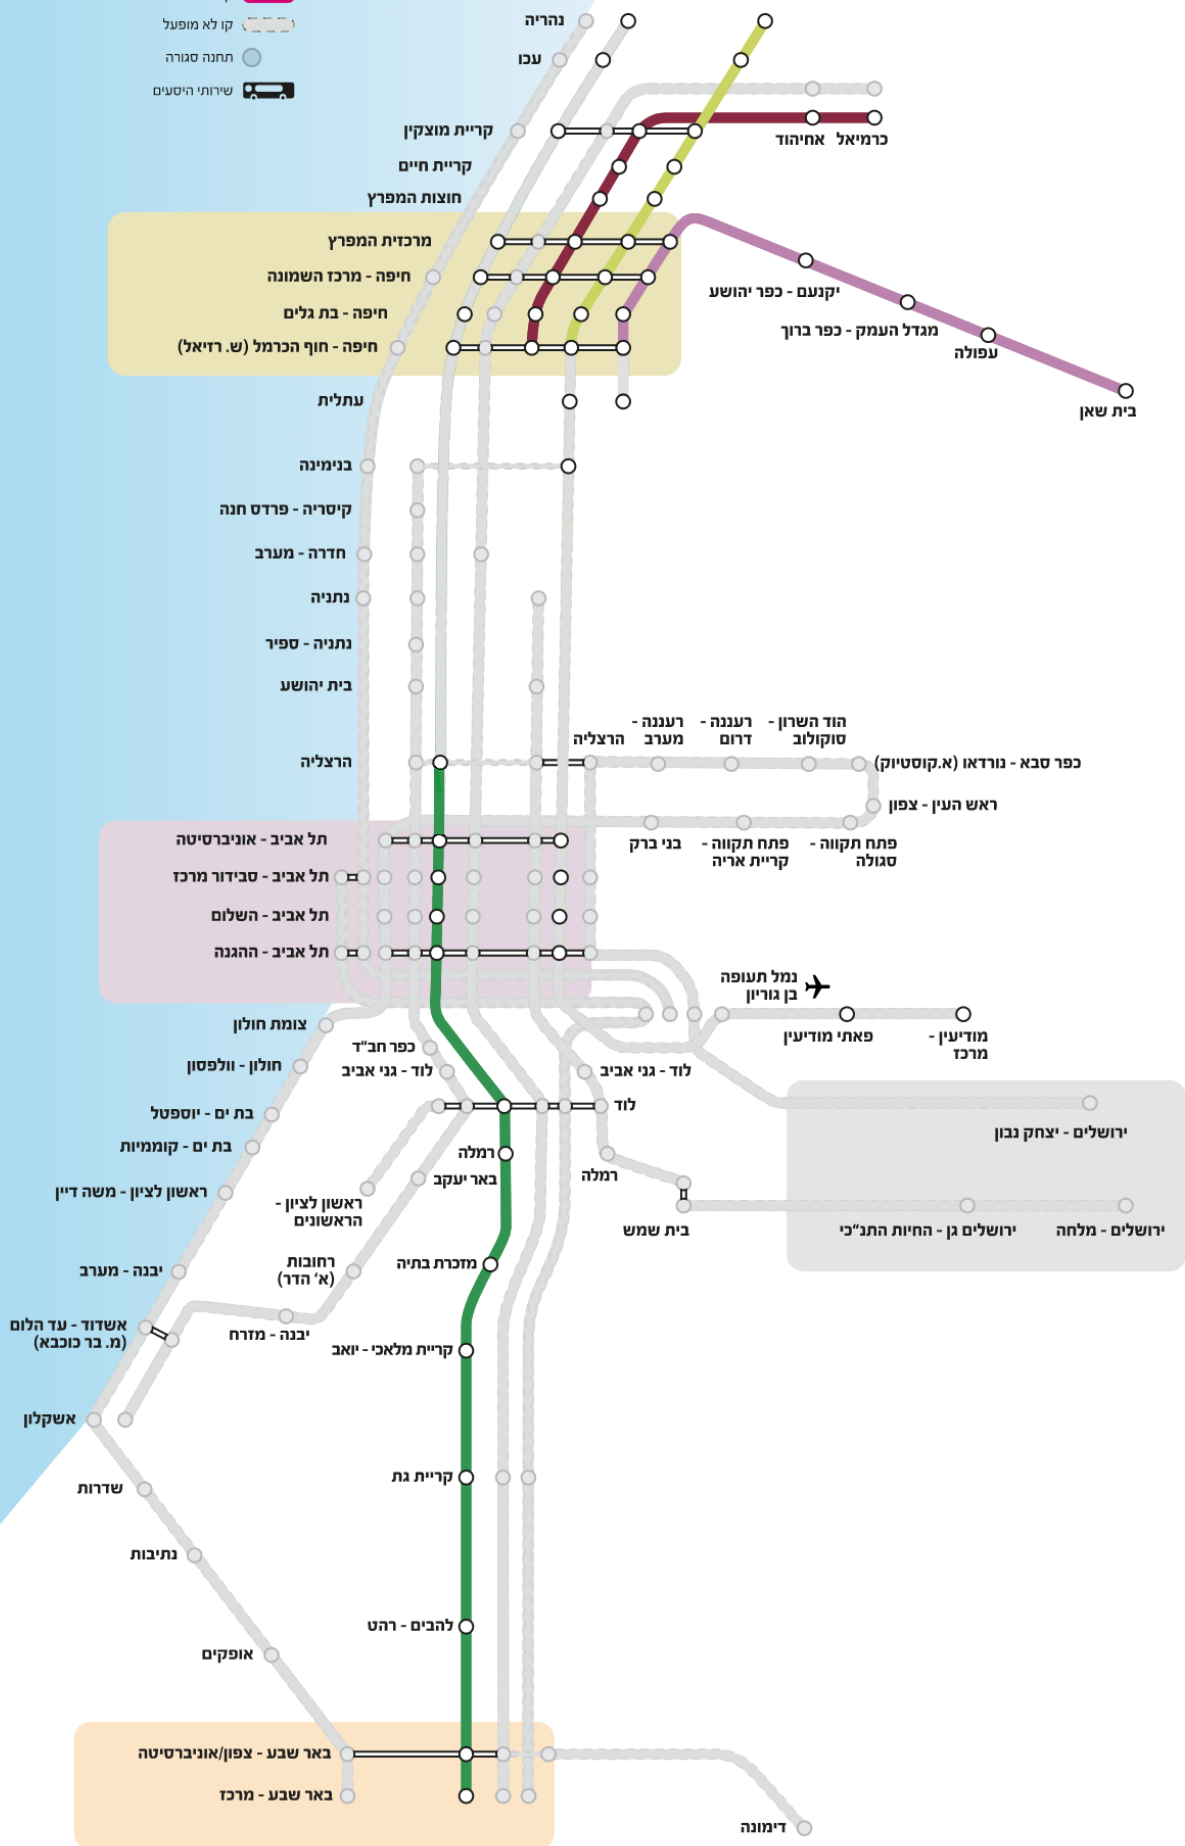 קו לא מופעל
תחנה סגורה
שירותי היסעים
נהריה
עכו
קריית מוצקין
כרמיאל
אחיהוד
קריית חיים
חוצות המפרץ
מרכזית המפרץ
חיפה - מרכז השמונה
יקנעם - כפר יהושע
חיפה - בת גלים
מגדל העמק - כפר ברוך
חיפה - חוף הכרמל (ש. רזיאל)
עפולה
עתלית
בית שאן
בנימינה
קיסריה - פרדס חנה
חדרה - מערב
נתניה
נתניה - ספיר
בית יהושע
הוד השרון -
סוקולוב
רעננה -
דרום
רעננה -
מערב
הרצליה
הרצליה
כפר סבא - נורדאו (א.קוסטיוק)
ראש העין - צפון
תל אביב - אוניברסיטה
בני ברק
פתח תקווה -
קריית אריה
פתח תקווה -
סגולה
תל אביב - סבידור מרכז
תל אביב - השלום
תל אביב - ההגנה
נמל תעופה
בן גוריון
צומת חולון
פאתי מודיעין
מודיעין -
מרכז
כפר חב"ד
חולון - וולפסון
לוד - גני אביב
לוד - גני אביב
בת ים - יוספטל
לוד
ירושלים - יצחק נבון
בת ים - קוממיות
רמלה
רמלה
באר יעקב
ראשון לציון - משה דיין
ראשון לציון -
הראשונים
בית שמש
ירושלים גן - החיות התנ"כי
ירושלים - מלחה
יבנה - מערב
רחובות
(א' הדר)
מזכרת בתיה
אשדוד - עד הלום
(מ. בר כוכבא)
יבנה - מזרח
קריית מלאכי - יואב
אשקלון
קריית גת
שדרות
נתיבות
להבים - רהט
אופקים
באר שבע - צפון/אוניברסיטה
באר שבע - מרכז
דימונה